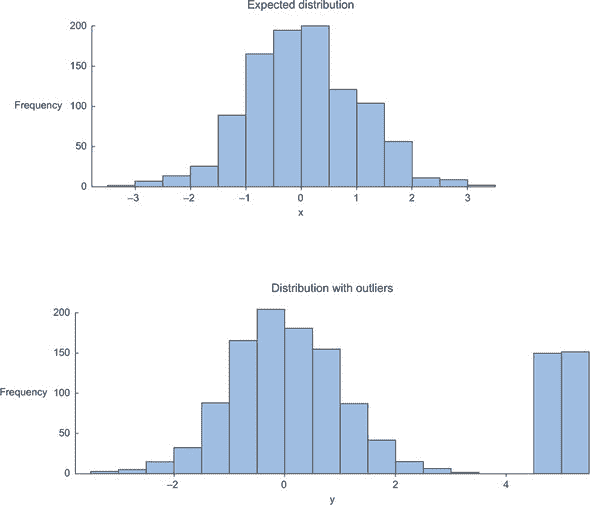 Expected distribution
200
150
Frequency
100
50
0
−3 −2 −1 0 1 2 3
x
Distribution with outliers
200
150
Frequency
100
50
0
−2 0 2 4
y